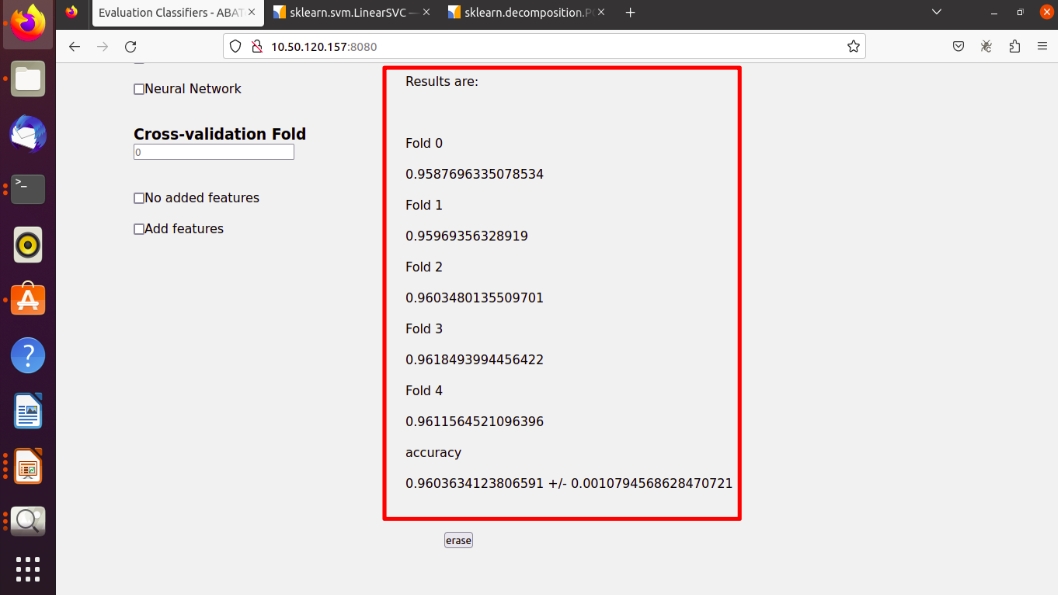 Evaluation Classifiers - ABAT
sklearn.svm.LinearSVC —
sklearn.decomposition.P
10.50.120.157:8080
Neural Network
Cross-validation Fold
0
No added features
Add features
Results are:
Fold 0
0.9587696335078534
Fold 1
0.95969356328919
Fold 2
0.9603480135509701
Fold 3
0.9618493994456422
Fold 4
0.9611564521096396
accuracy
0.9603634123806591 +/- 0.0010794568628470721
erase